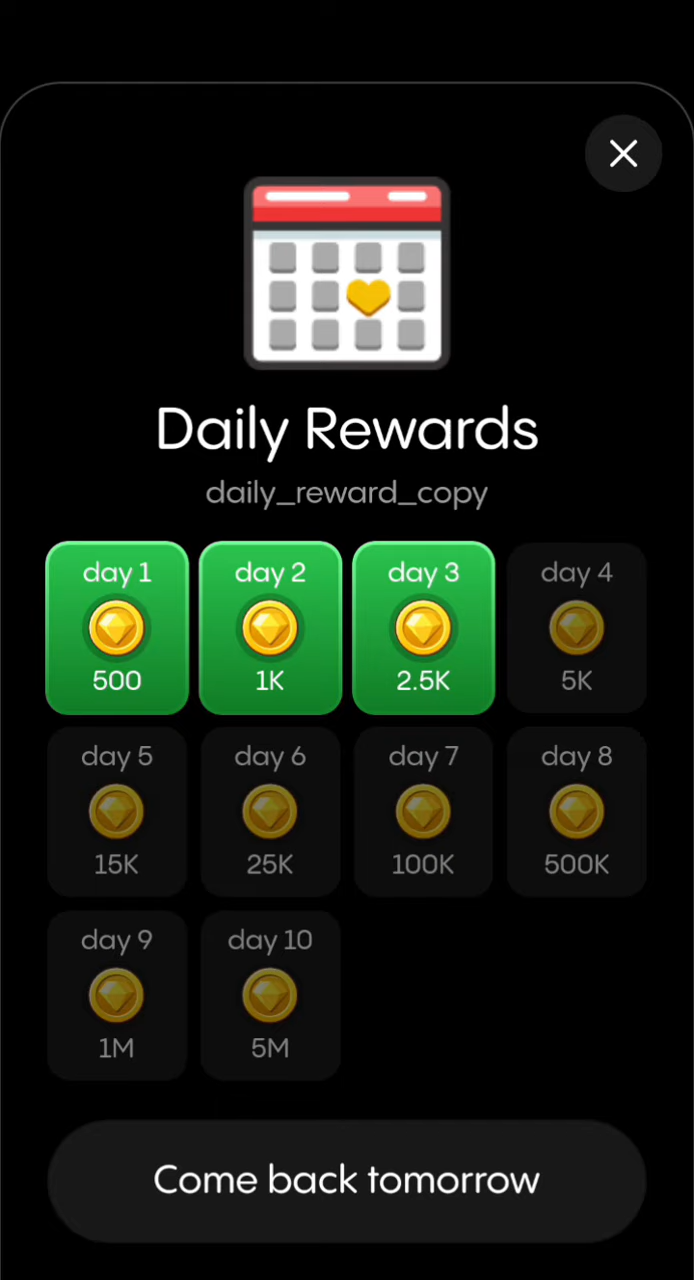 Daily Rewards
daily_reward_copy
day 1
500
day 2
1K
day 3
2.5K
day 4
5K
day 5
15K
day 6
25K
day 7
100K
day 8
500K
day 9
1M
day 10
5M
Come back tomorrow